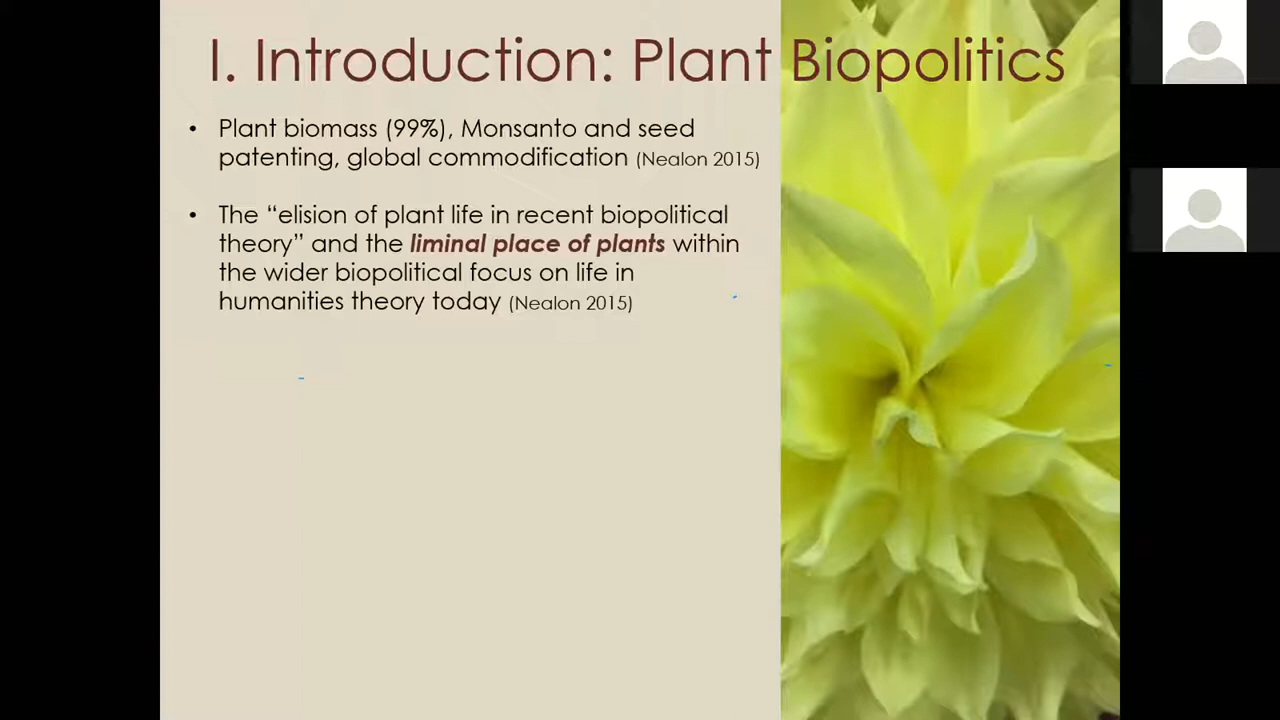 I. Introduction: Plant Biopolitics
• Plant biomass (99%), Monsanto and seed
patenting, global commodification (Nealon 2015)
• The “elision of plant life in recent biopolitical
theory” and the liminal place of plants within
the wider biopolitical focus on life in
humanities theory today (Nealon 2015)